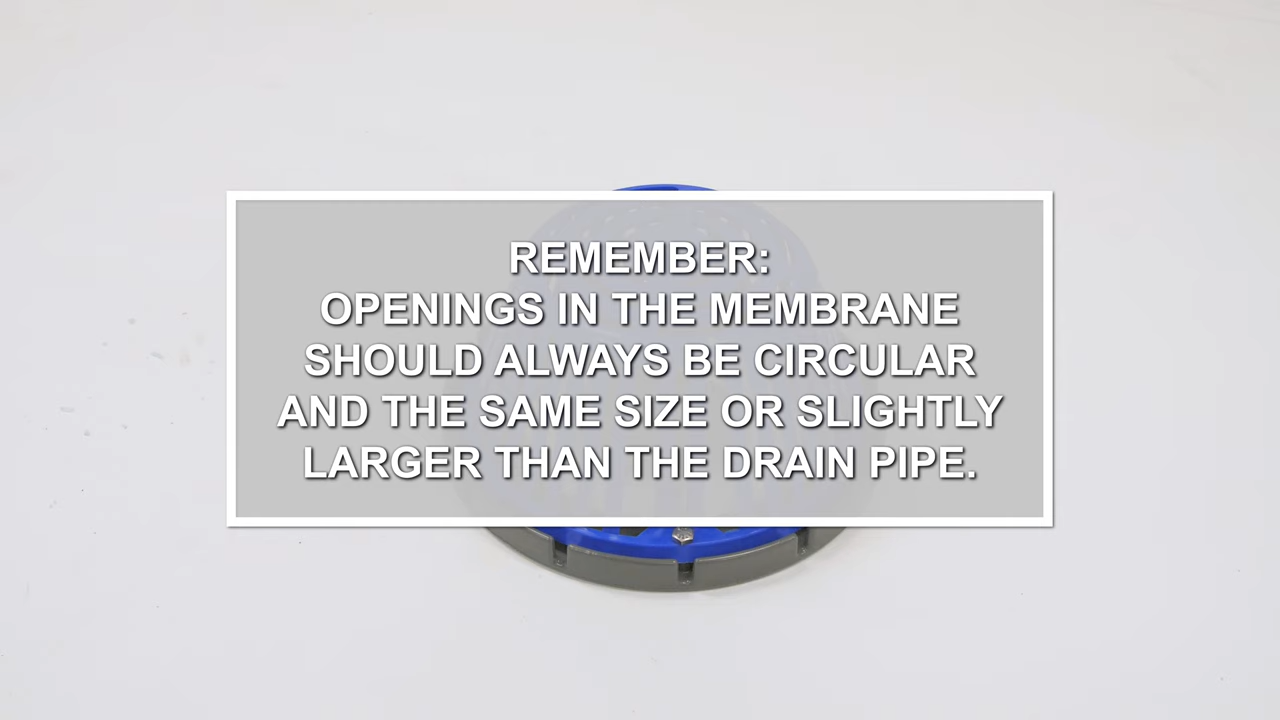 REMEMBER:
OPENINGS IN THE MEMBRANE
SHOULD ALWAYS BE CIRCULAR
AND THE SAME SIZE OR SLIGHTLY
LARGER THAN THE DRAIN PIPE.